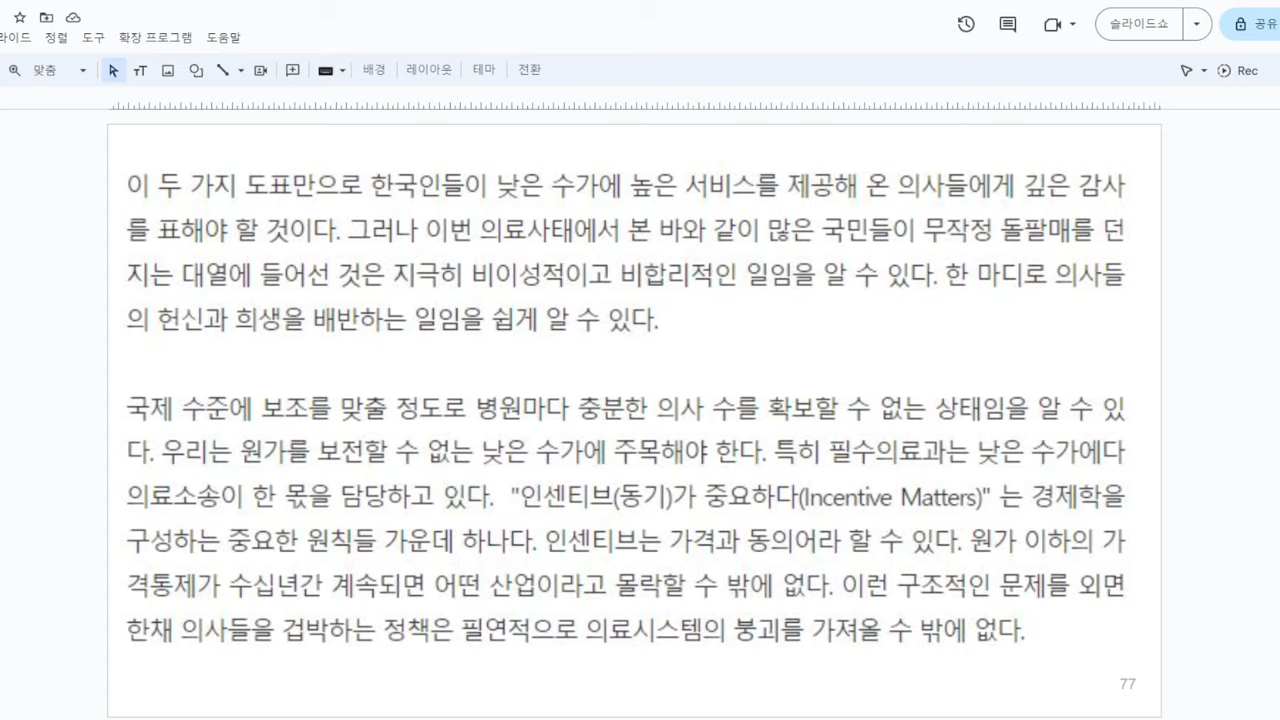 라이드 정렬 도구 확장 프로그램 도움말
슬라이드쇼
공유
맞춤
배경 레이아웃 테마 전환
Rec
이 두 가지 도표만으로 한국인들이 낮은 수가에 높은 서비스를 제공해 온 의사들에게 깊은 감사
를 표해야 할 것이다. 그러나 이번 의료사태에서 본 바와 같이 많은 국민들이 무작정 돌팔매를 던
지는 대열에 들어선 것은 지극히 비이성적이고 비합리적인 일임을 알 수 있다. 한 마디로 의사들
의 헌신과 희생을 배반하는 일임을 쉽게 알 수 있다.
국제 수준에 보조를 맞출 정도로 병원마다 충분한 의사 수를 확보할 수 없는 상태임을 알 수 있
다. 우리는 원가를 보전할 수 없는 낮은 수가에 주목해야 한다. 특히 필수의료과는 낮은 수가에다
의료소송이 한 몫을 담당하고 있다. "인센티브(동기)가 중요하다(Incentive Matters)" 는 경제학을
구성하는 중요한 원칙들 가운데 하나다. 인센티브는 가격과 동의어라 할 수 있다. 원가 이하의 가
격통제가 수십년간 계속되면 어떤 산업이라고 몰락할 수 밖에 없다. 이런 구조적인 문제를 외면
한채 의사들을 겁박하는 정책은 필연적으로 의료시스템의 붕괴를 가져올 수 밖에 없다.
77